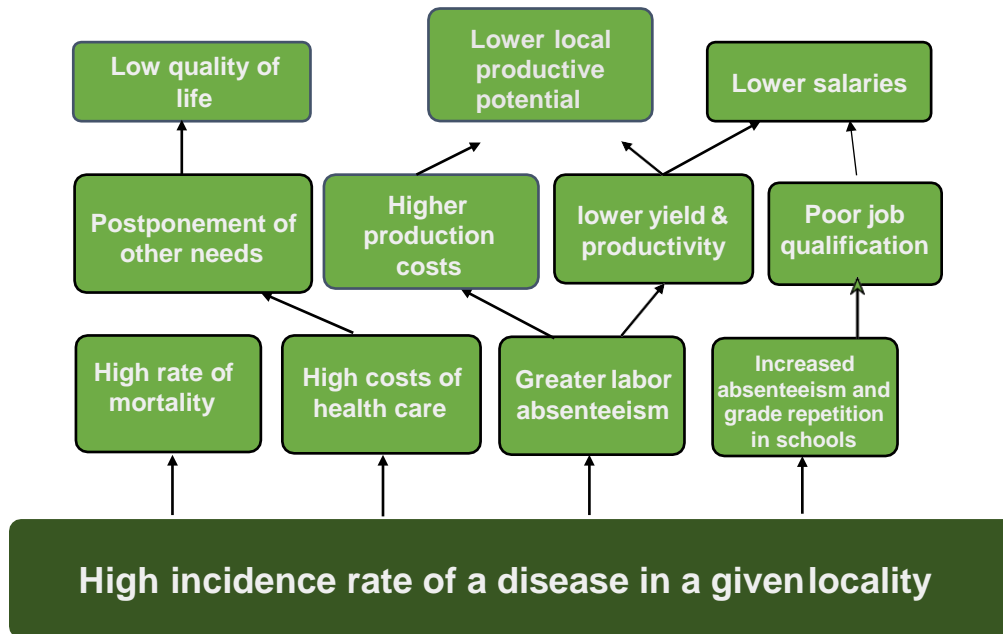 Low quality of
life
Lower local
productive
potential
Lower salaries
Postponement of
other needs
Higher
production
costs
lower yield &
productivity
Poor job
qualification
High rate of
mortality
High costs of
health care
Greater labor
absenteeism
Increased
absenteeism and
grade repetition
in schools
High incidence rate of a disease in a givenlocality